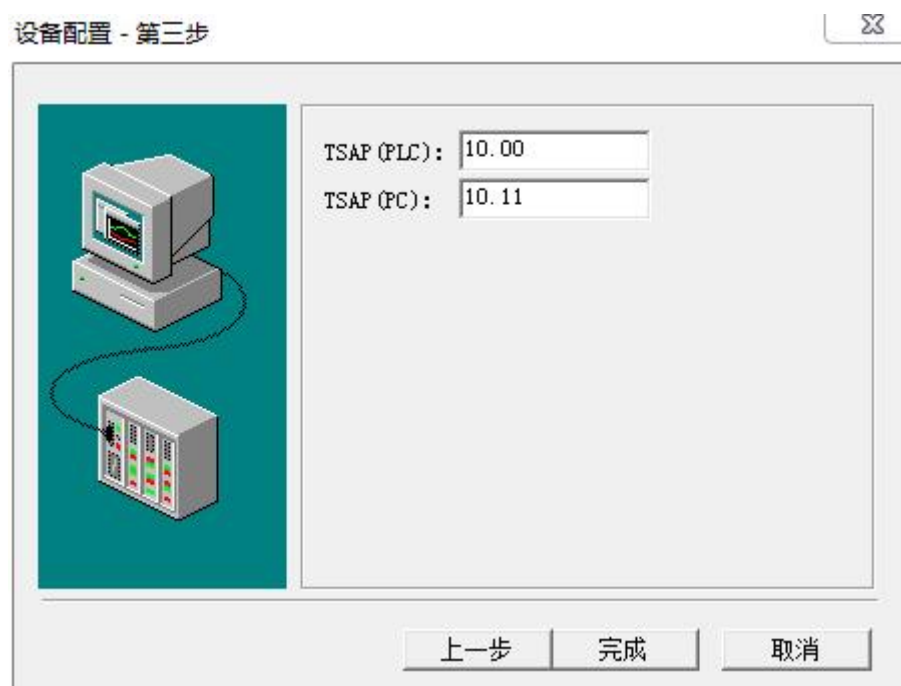 设备配置 - 第三步
TSAP(PLC): 10.00
TSAP(PC): 10.11
上一步 完成 取消